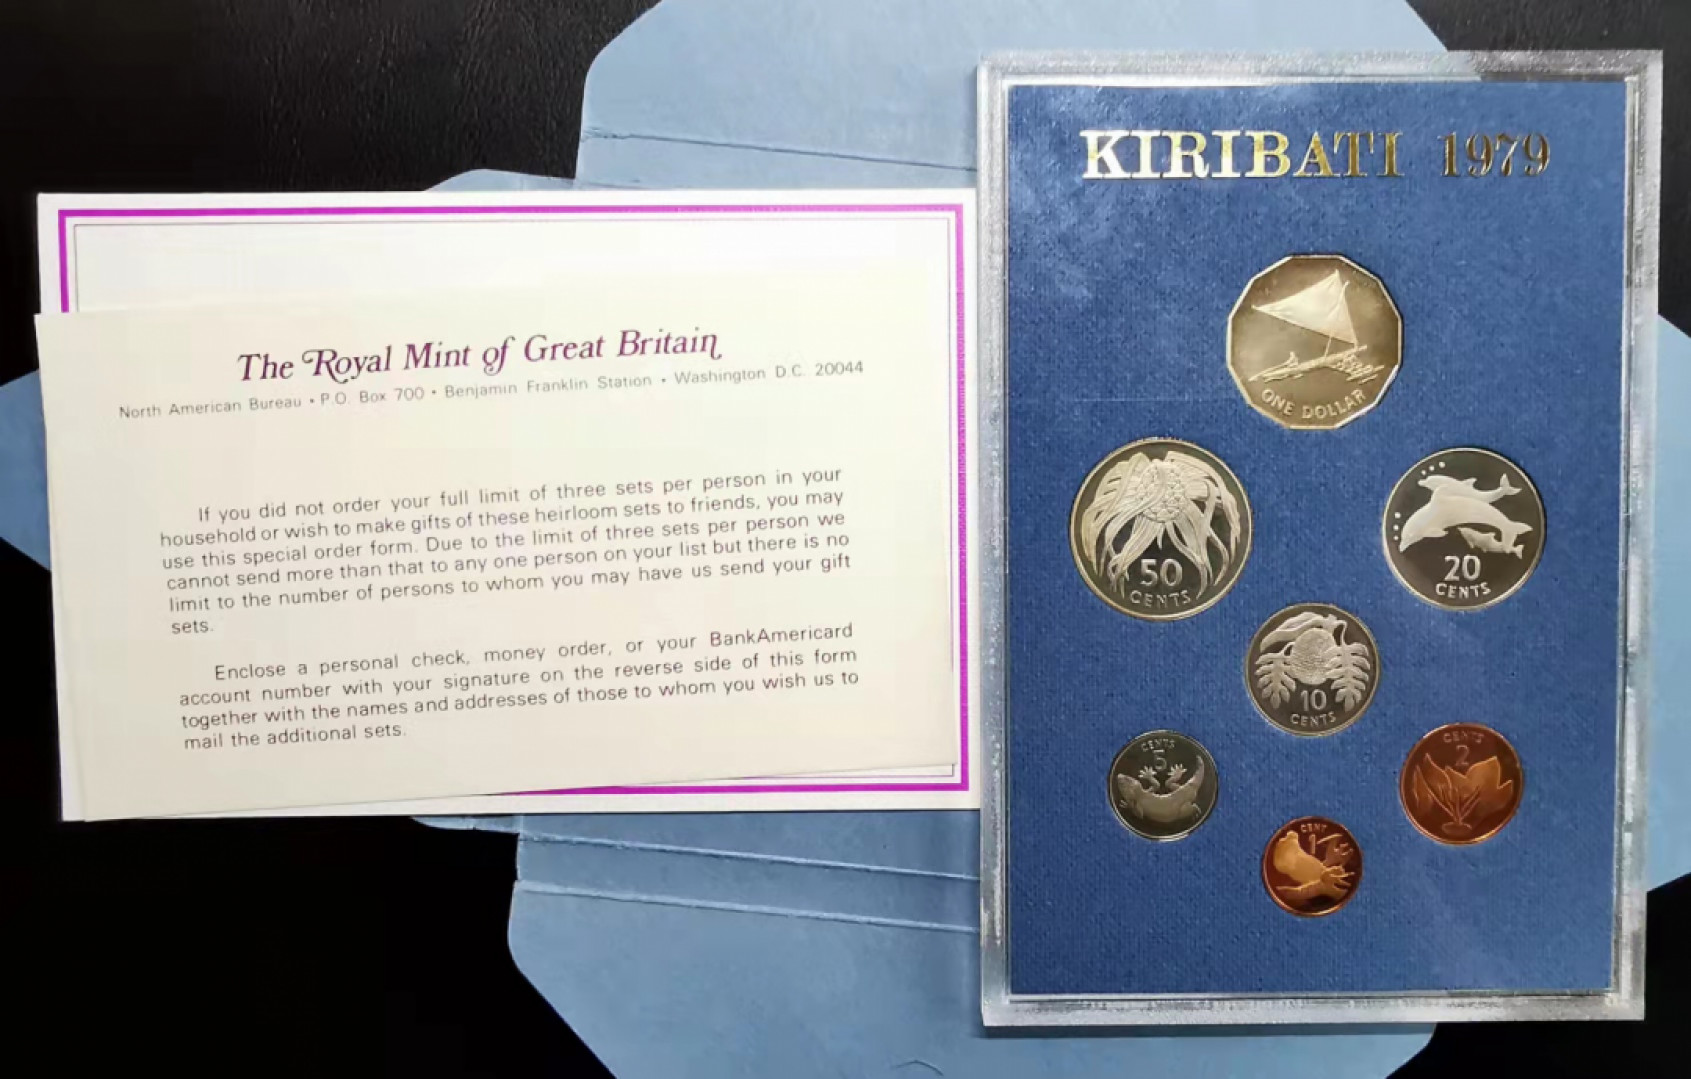 The Royal Mint of Great Britain
North American Bureau • P.O. Box 700 • Benjamin Franklin Station • Washington D.C. 20044
If you did not order your full limit of three sets per person in your
household or wish to make gifts of these heirloom sets to friends, you may
use this special order form. Due to the limit of three sets per person we
cannot send more than that to any one person on your list but there is no
limit to the number of persons to whom you may have us send your gift
sets.
Enclose a personal check, money order, or your BankAmericard
account number with your signature on the reverse side of this form
together with the names and addresses of those to whom you wish us to
mail the additional sets.
KIRIBATI 1979
ONE DOLLAR
50
CENTS
20
CENTS
10
CENTS
CENTS
5
CENTS
2
CENT
1